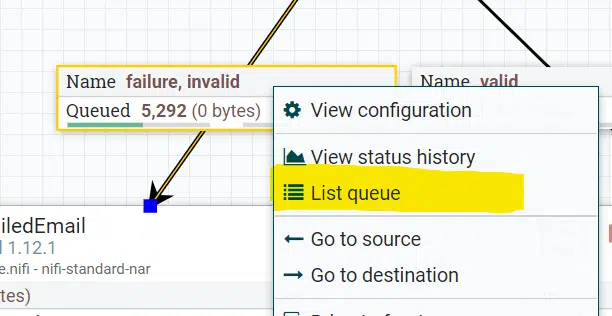 Name failure, invalid
Name valid
Queued 5,292 (0 bytes)
View configuration
View status history
List queue
Go to source
Go to destination
iledEmail
1.12.1
e.nifi - nifi-standard-nar
tes)